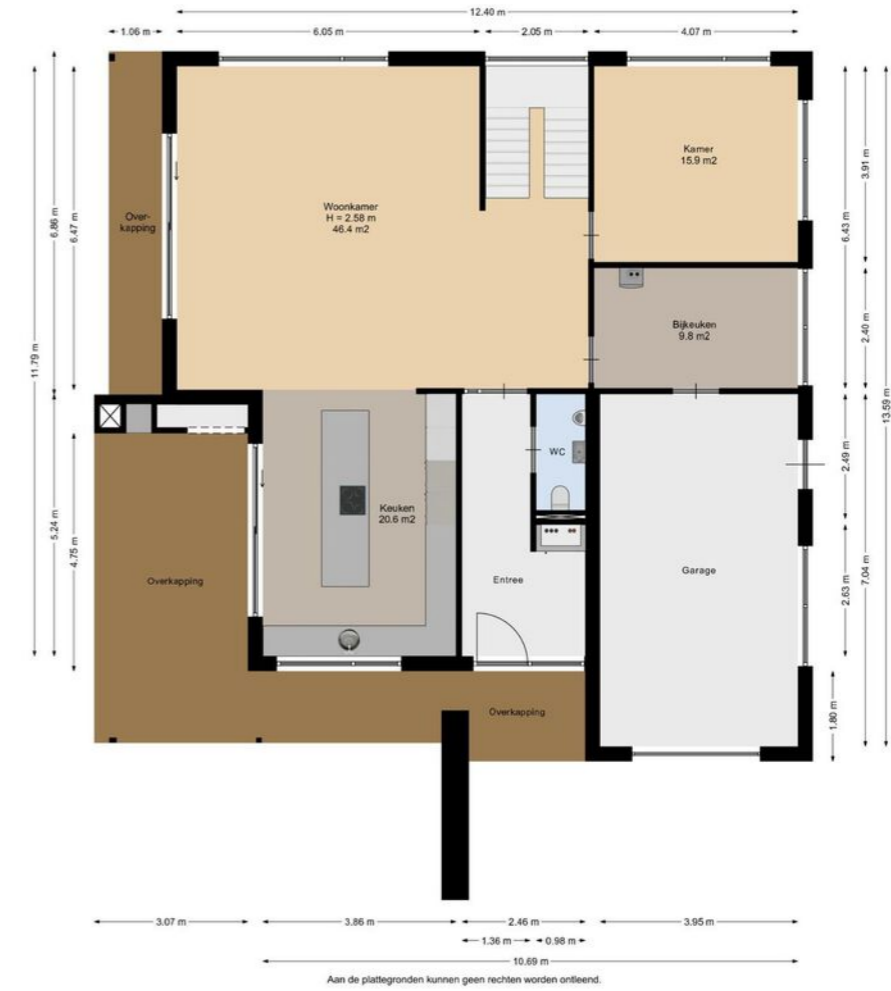 12.40 m
1.06 m
6.05 m
2.05 m
4.07 m
Kamer
15.9 m2
Woonkamer
H = 2.58 m
46.4 m2
Over-
kapping
3.91 m
6.86 m
6.47 m
6.43 m
Bijkeuken
9.8 m2
2.40 m
11.79 m
13.59 m
WC
2.49 m
Keuken
20.6 m2
5.24 m
4.75 m
Overkapping
Entree
Garage
2.63 m
7.04 m
Overkapping
1.80 m
3.07 m
3.86 m
2.46 m
3.95 m
1.36 m
0.98 m
10.69 m
Aan de plattegronden kunnen geen rechten worden ontleend.